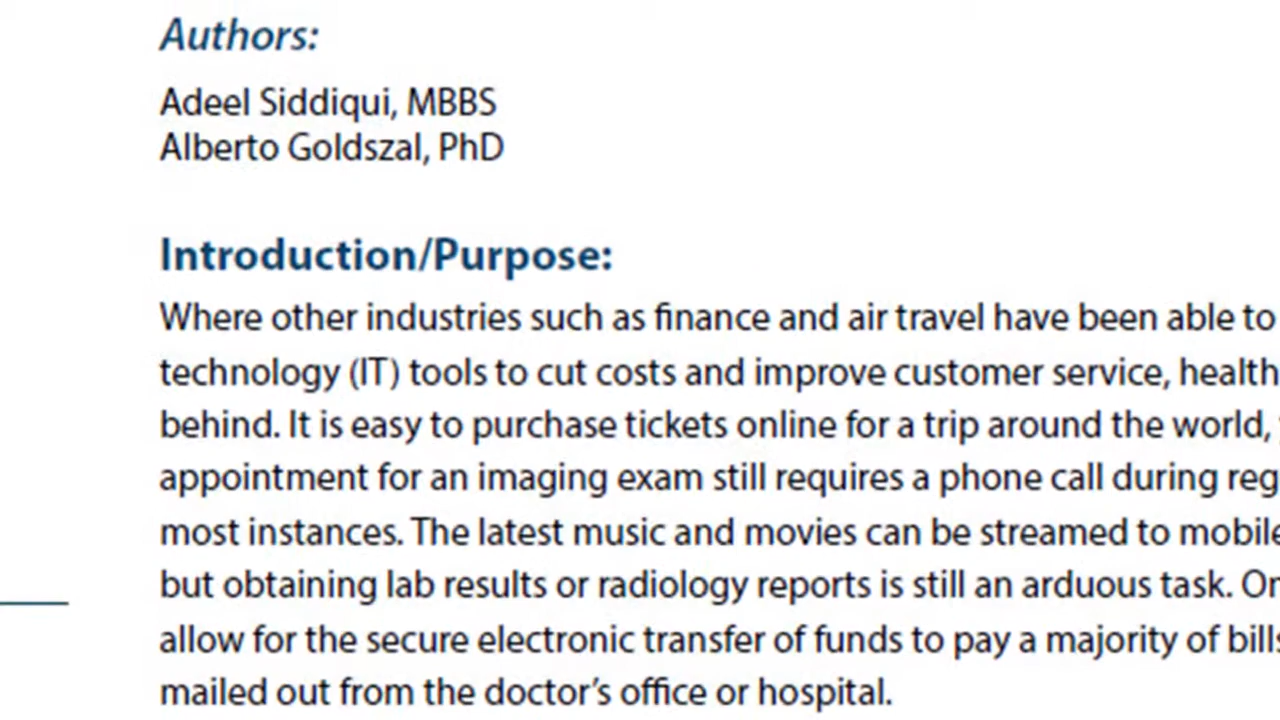 Authors:
Adeel Siddiqui, MBBS
Alberto Goldszal, PhD
Introduction/Purpose:
Where other industries such as finance and air travel have been able to
technology (IT) tools to cut costs and improve customer service, health
behind. It is easy to purchase tickets online for a trip around the world,
appointment for an imaging exam still requires a phone call during reg
most instances. The latest music and movies can be streamed to mobile
but obtaining lab results or radiology reports is still an arduous task. On
allow for the secure electronic transfer of funds to pay a majority of bills
mailed out from the doctor's office or hospital.